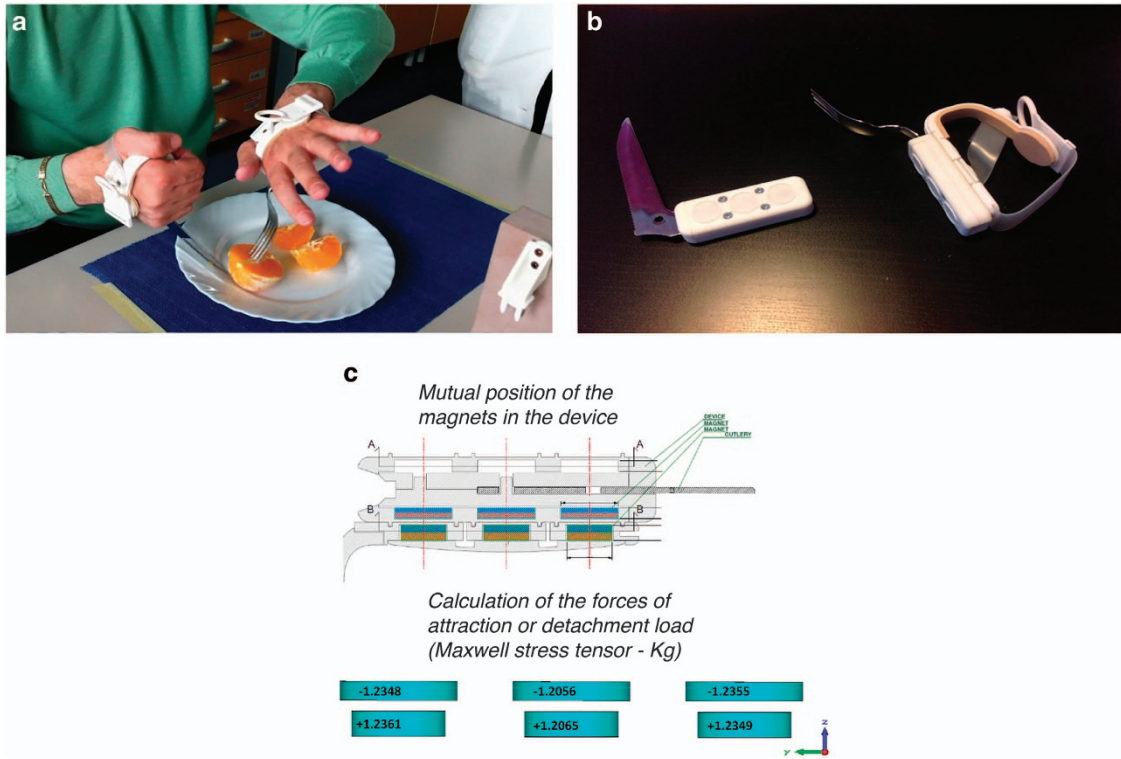 a
b
c
Mutual position of the
magnets in the device
DEVICE
MAGNET
MAGNET
CUTLERY
A
A
B
B
Calculation of the forces of
attraction or detachment load
(Maxwell stress tensor - Kg)
-1.2348
-1.2056
-1.2355
+1.2361
+1.2065
+1.2349
Z
Y